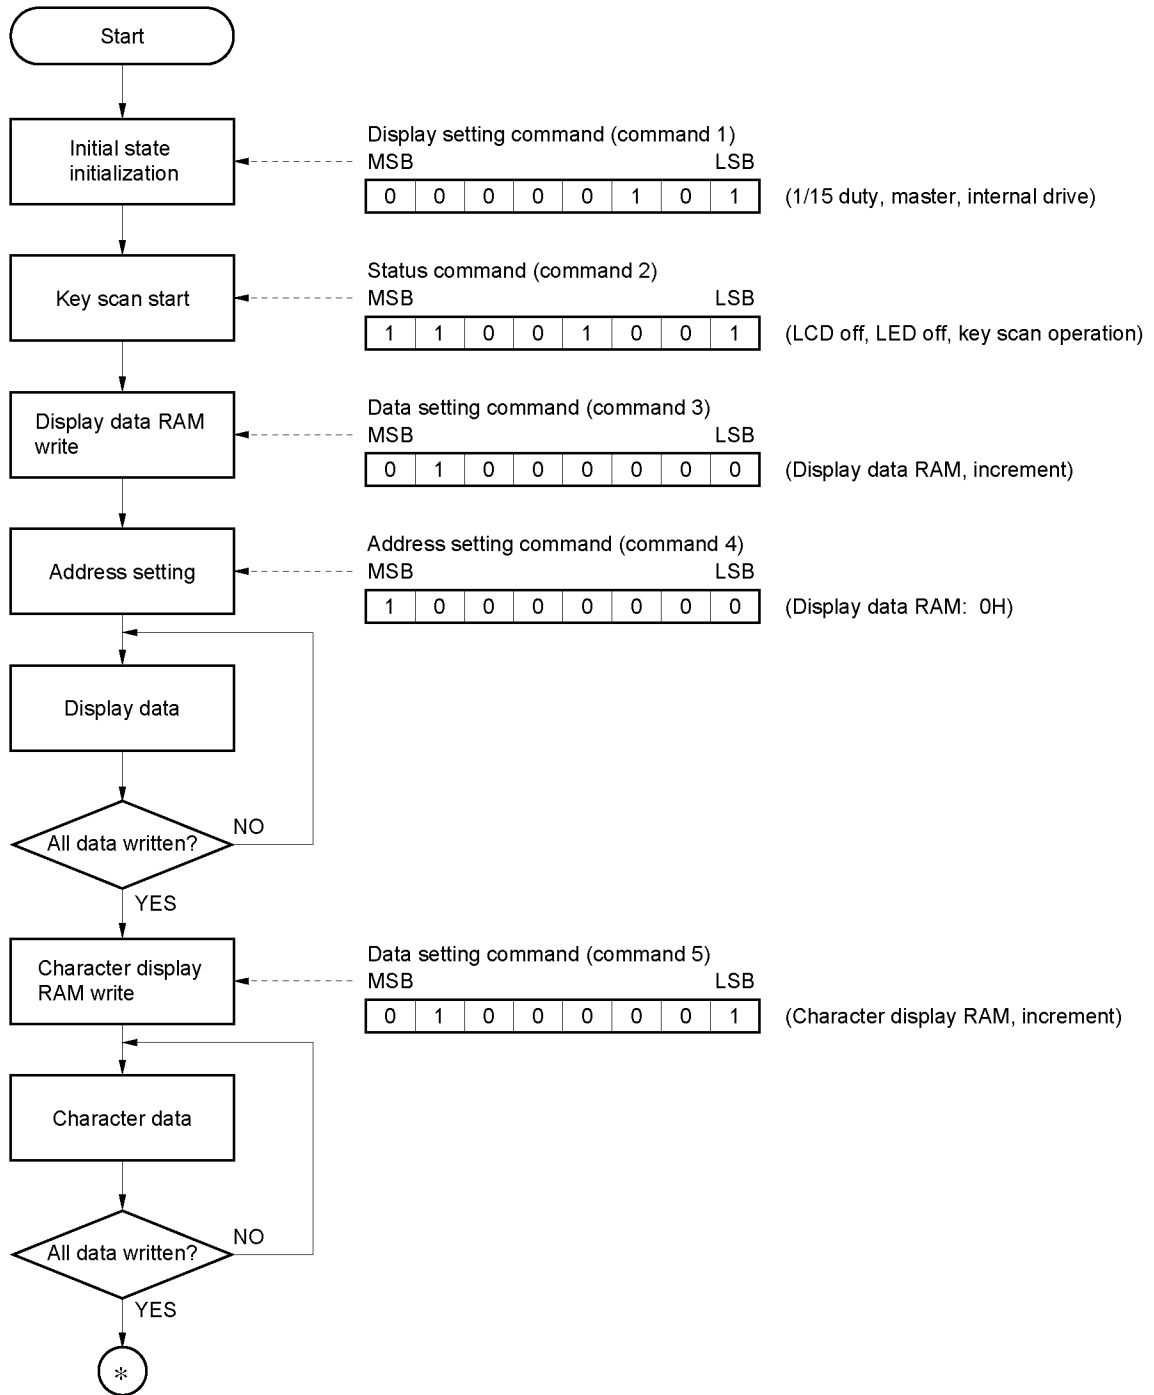 Start
Initial state
initialization
Display setting command (command 1)
MSB LSB
0 0 0 0 0 1 0 1 (1/15 duty, master, internal drive)
Key scan start
Status command (command 2)
MSB LSB
1 1 0 0 1 0 0 1 (LCD off, LED off, key scan operation)
Display data RAM
write
Data setting command (command 3)
MSB LSB
0 1 0 0 0 0 0 0 (Display data RAM, increment)
Address setting
Address setting command (command 4)
MSB LSB
1 0 0 0 0 0 0 0 (Display data RAM: 0H)
Display data
All data written?
NO
YES
Character display
RAM write
Data setting command (command 5)
MSB LSB
0 1 0 0 0 0 0 1 (Character display RAM, increment)
Character data
All data written?
NO
YES
*